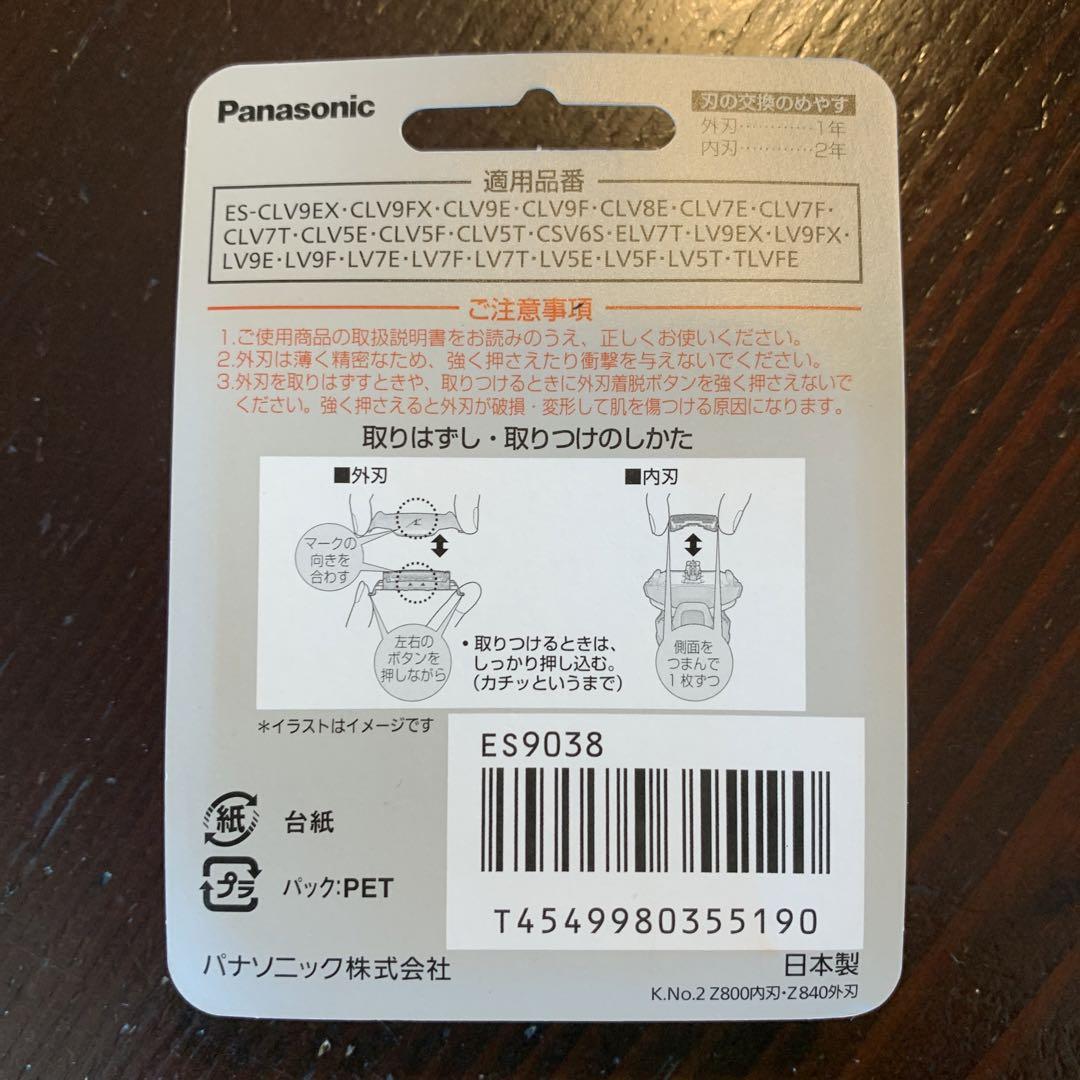 Panasonic
刃の交換のめやす
外刃…………1年
内刃…………2年
適用品番
ES-CLV9EX・CLV9FX・CLV9E・CLV9F・CLV8E・CLV7E・CLV7F・
CLV7T・CLV5E・CLV5F・CLV5T・CSV6S・ELV7T・LV9EX・LV9FX・
LV9E・LV9F・LV7E・LV7F・LV7T・LV5E・LV5F・LV5T・TLVFE
ご注意事項
1.ご使用商品の取扱説明書をお読みのうえ、正しくお使いください。
2.外刃は薄く精密なため、強く押さえたり衝撃を与えないでください。
3.外刃を取りはずすときや、取りつけるときに外刃着脱ボタンを強く押さえないで
ください。強く押さえると外刃が破損・変形して肌を傷つける原因になります。
取りはずし・取りつけのしかた
■外刃
マークの
向きを
合わす
左右の
ボタンを
押しながら
・取りつけるときは、
しっかり押し込む。
(カチッというまで)
■内刃
側面を
つまんで
1枚ずつ
＊イラストはイメージです
ES9038
T4549980355190
紙
台紙
プラ
パック:PET
パナソニック株式会社
日本製
K.No.2 Z800内刃・Z840外刃